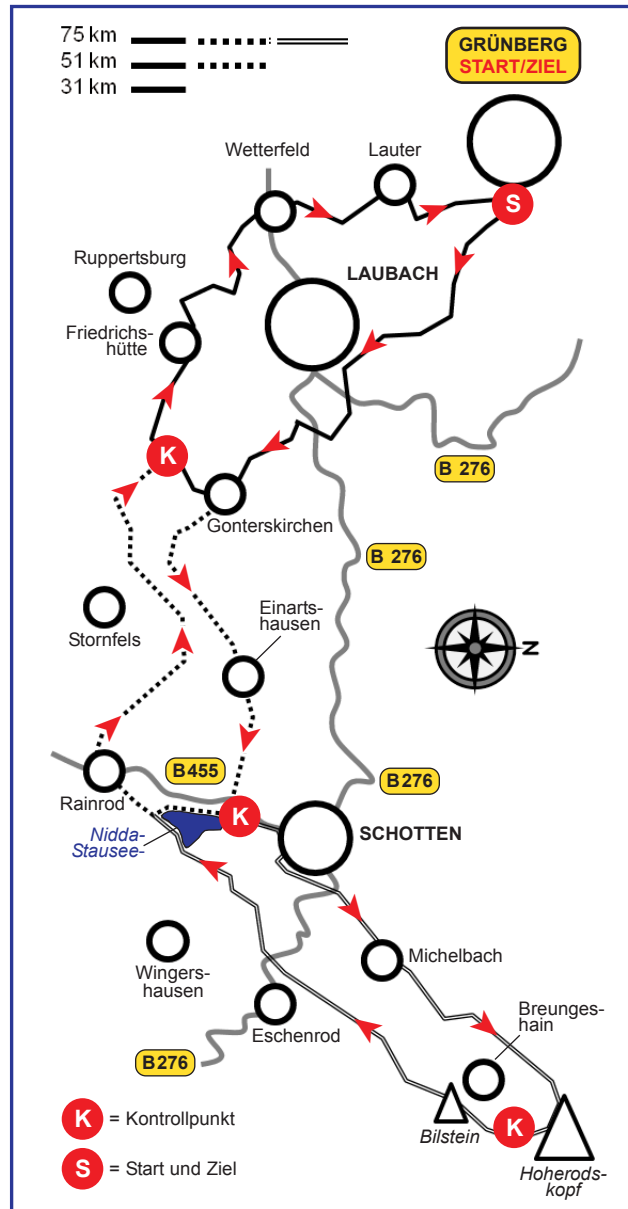 75 km
51 km
31 km
GRÜNBERG
START/ZIEL
Wetterfeld
Lauter
S
Ruppertsburg
LAUBACH
Friedrichs-
hütte
K
B 276
Gonterskirchen
B 276
Einarts-
hausen
Stornfels
N
B455
B276
Rainrod
K
Nidda-
Stausee-
SCHOTTEN
Wingers-
hausen
Michelbach
Breunges-
hain
Eschenrod
B276
K
= Kontrollpunkt
Bilstein
K
S
= Start und Ziel
Hoherods-
kopf